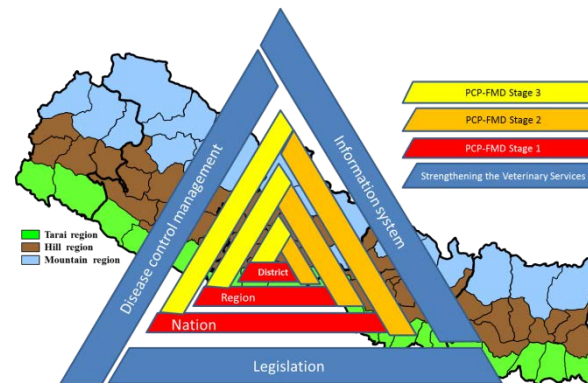 PCP-FMD Stage 3
PCP-FMD Stage 2
PCP-FMD Stage 1
Strengthening the Veterinary Services
Disease control management
Information system
Tarai region
Hill region
Mountain region
District
Region
Nation
Legislation